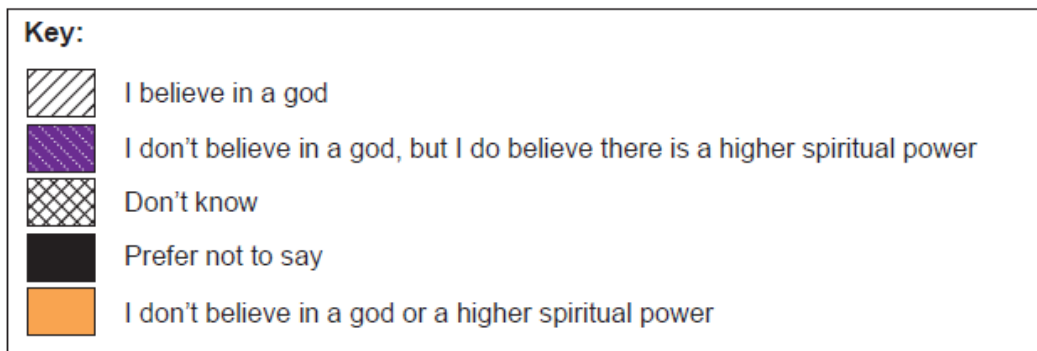 Key:
I believe in a god
I don't believe in a god, but I do believe there is a higher spiritual power
Don't know
Prefer not to say
I don't believe in a god or a higher spiritual power